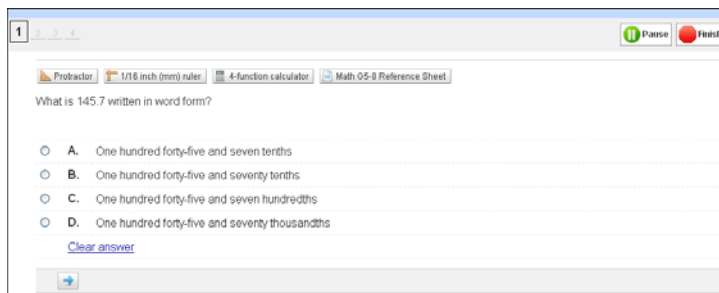 1 2 3 4
Pause Finish
Protractor 1/16 inch (mm) ruler 4-function calculator Math 05-8 Reference Sheet
What is 145.7 written in word form?
A. One hundred forty-five and seven tenths
B. One hundred forty-five and seventy tenths
C. One hundred forty-five and seven hundredths
D. One hundred forty-five and seventy thousandths
Clear answer